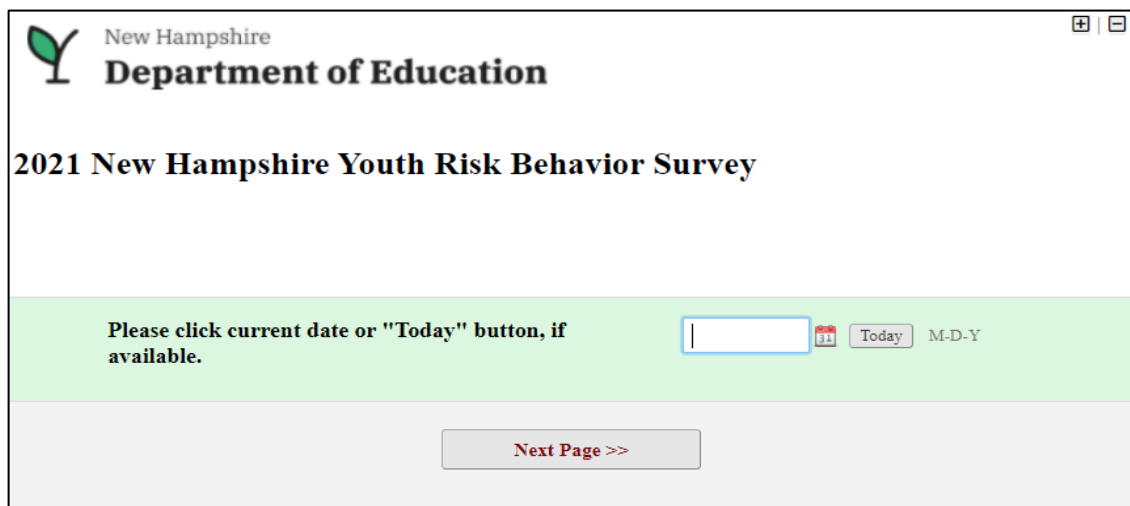 New Hampshire
Department of Education
2021 New Hampshire Youth Risk Behavior Survey
Please click current date or "Today" button, if
available.
31 Today M-D-Y
Next Page >>